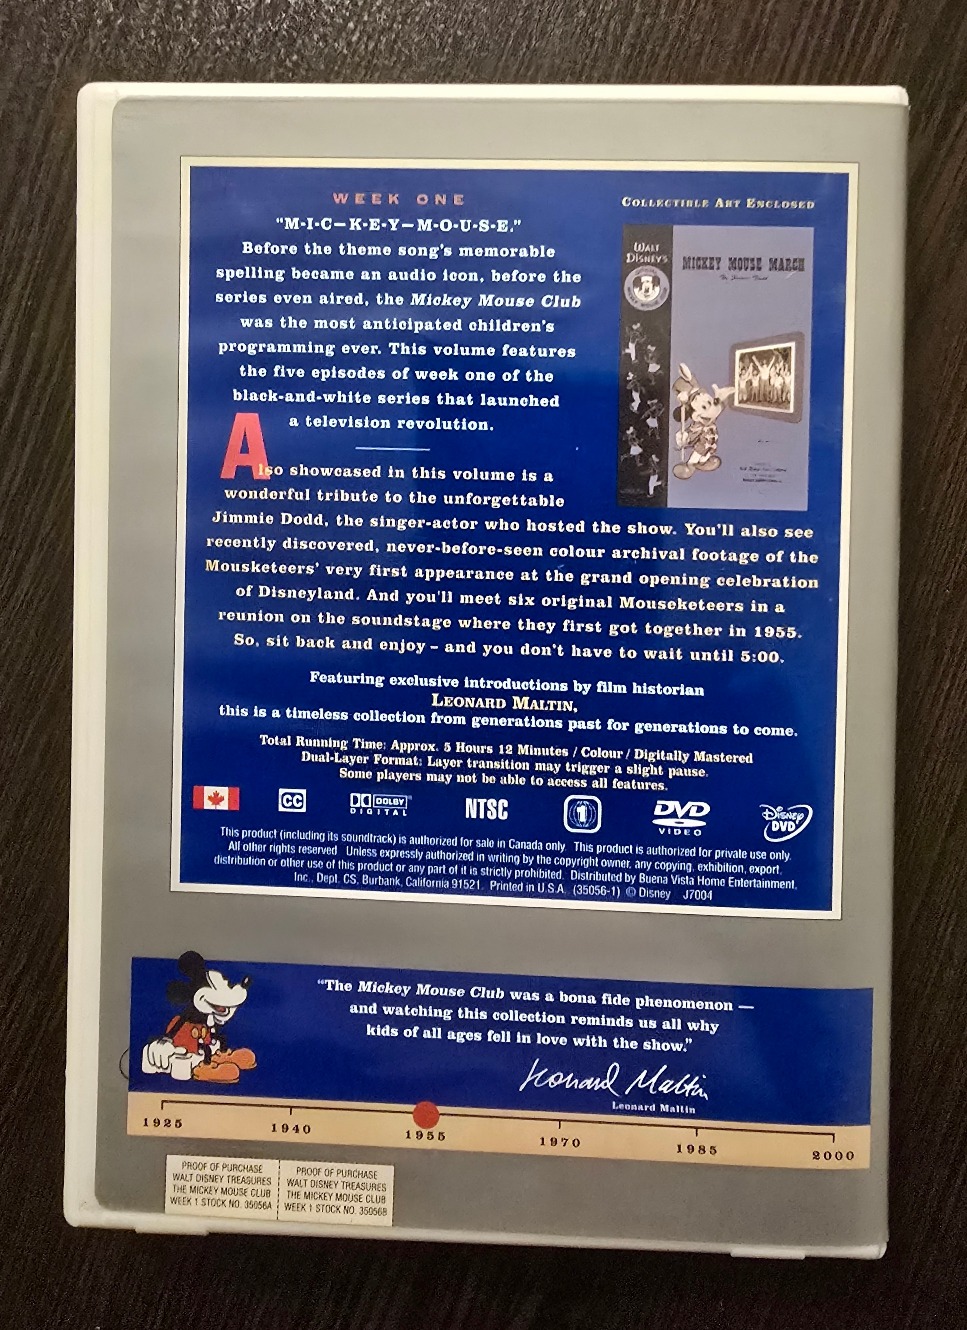 WEEK ONE
"M-I-C—K-E-Y—M-O-U-S-E."
Before the theme song's memorable
spelling became an audio icon, before the
series even aired, the Mickey Mouse Club
was the most anticipated children's
programming ever. This volume features
the five episodes of week one of the
black-and-white series that launched
a television revolution.
COLLECTIBLE ART ENCLOSED
WALT
DISNEY'S
MICKEY MOUSE MARCH
Also showcased in this volume is a
wonderful tribute to the unforgettable
Jimmie Dodd, the singer-actor who hosted the show. You'll also see
recently discovered, never-before-seen colour archival footage of the
Mousketeers' very first appearance at the grand opening celebration
of Disneyland. And you'll meet six original Mouseketeers in a
reunion on the soundstage where they first got together in 1955.
So, sit back and enjoy – and you don't have to wait until 5:00.
Featuring exclusive introductions by film historian
LEONARD MALTIN,
this is a timeless collection from generations past for generations to come.
Total Running Time: Approx. 5 Hours 12 Minutes / Colour / Digitally Mastered
Dual-Layer Format: Layer transition may trigger a slight pause.
Some players may not be able to access all features.
CC
DOLBY
DIGITAL
NTSC
1
DVD
VIDEO
Disney
DVD
This product (including its soundtrack) is authorized for sale in Canada only. This product is authorized for private use only.
All other rights reserved. Unless expressly authorized in writing by the copyright owner, any copying, exhibition, export,
distribution or other use of this product or any part of it is strictly prohibited. Distributed by Buena Vista Home Entertainment,
Inc., Dept. CS, Burbank, California 91521. Printed in U.S.A. (35056-1) © Disney J7004
"The Mickey Mouse Club was a bona fide phenomenon —
and watching this collection reminds us all why
kids of all ages fell in love with the show."
Leonard Maltin
Leonard Maltin
1925
1940
1955
1970
1985
2000
PROOF OF PURCHASE
WALT DISNEY TREASURES
THE MICKEY MOUSE CLUB
WEEK 1 STOCK NO. 35056A
PROOF OF PURCHASE
WALT DISNEY TREASURES
THE MICKEY MOUSE CLUB
WEEK 1 STOCK NO. 35056B